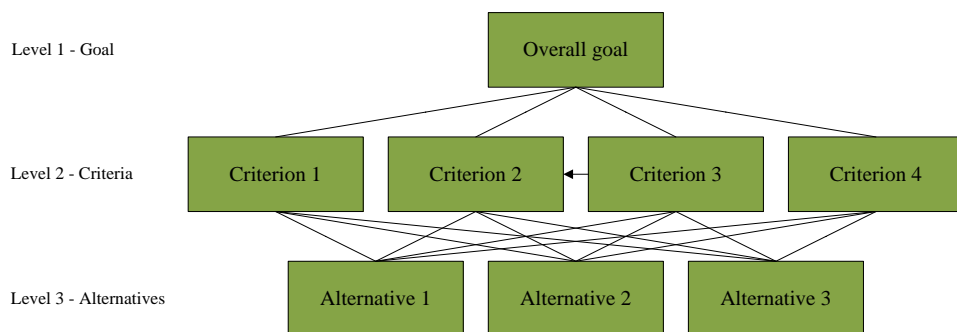 Level 1 - Goal
Overall goal
Level 2 - Criteria
Criterion 1
Criterion 2
Criterion 3
Criterion 4
Level 3 - Alternatives
Alternative 1
Alternative 2
Alternative 3